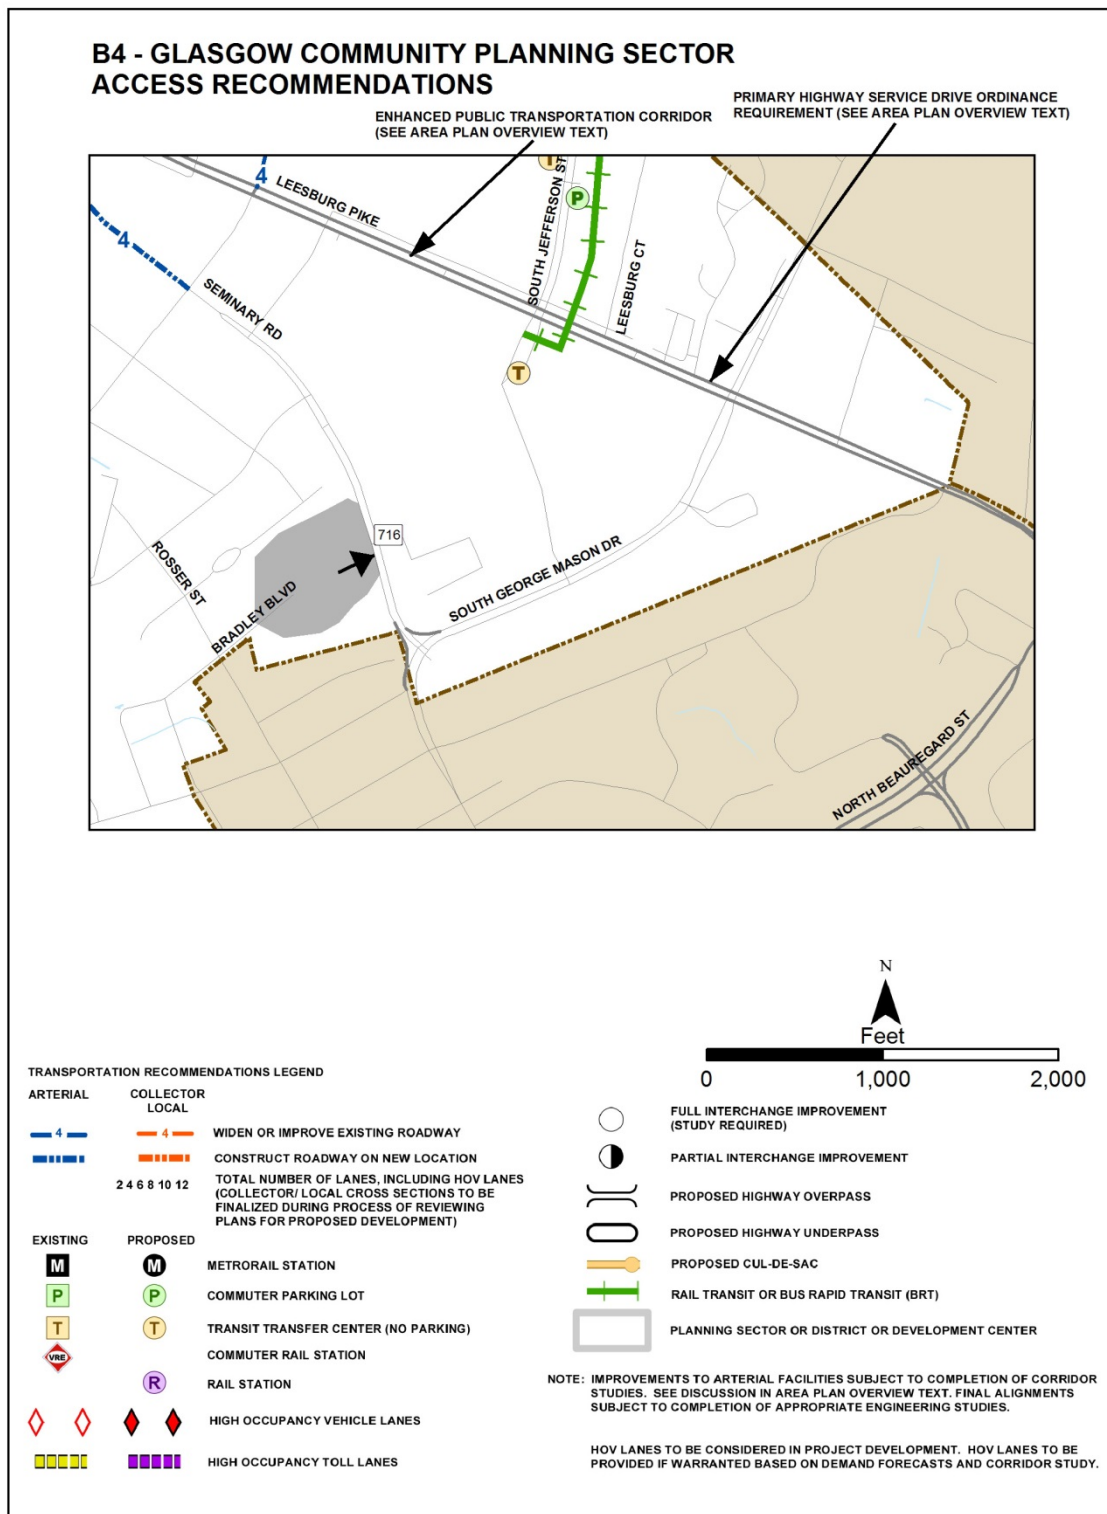 B4 - GLASGOW COMMUNITY PLANNING SECTOR
ACCESS RECOMMENDATIONS
ENHANCED PUBLIC TRANSPORTATION CORRIDOR
(SEE AREA PLAN OVERVIEW TEXT)
PRIMARY HIGHWAY SERVICE DRIVE ORDINANCE
REQUIREMENT (SEE AREA PLAN OVERVIEW TEXT)
4
LEESBURG PIKE
T
P
SOUTH JEFFERSON ST
LEESBURG CT
4
SEMINARY RD
T
716
ROSSER ST
BRADLEY BLVD
SOUTH GEORGE MASON DR
NORTH BEAUREGARD ST
N
Feet
0 1,000 2,000
TRANSPORTATION RECOMMENDATIONS LEGEND
ARTERIAL
COLLECTOR
LOCAL
4 4 WIDEN OR IMPROVE EXISTING ROADWAY
CONSTRUCT ROADWAY ON NEW LOCATION
2 4 6 8 10 12
TOTAL NUMBER OF LANES, INCLUDING HOV LANES
(COLLECTOR/ LOCAL CROSS SECTIONS TO BE
FINALIZED DURING PROCESS OF REVIEWING
PLANS FOR PROPOSED DEVELOPMENT)
EXISTING PROPOSED
M M METRORAIL STATION
P P COMMUTER PARKING LOT
T T TRANSIT TRANSFER CENTER (NO PARKING)
VRE COMMUTER RAIL STATION
R RAIL STATION
HIGH OCCUPANCY VEHICLE LANES
HIGH OCCUPANCY TOLL LANES
FULL INTERCHANGE IMPROVEMENT
(STUDY REQUIRED)
PARTIAL INTERCHANGE IMPROVEMENT
PROPOSED HIGHWAY OVERPASS
PROPOSED HIGHWAY UNDERPASS
PROPOSED CUL-DE-SAC
RAIL TRANSIT OR BUS RAPID TRANSIT (BRT)
PLANNING SECTOR OR DISTRICT OR DEVELOPMENT CENTER
NOTE: IMPROVEMENTS TO ARTERIAL FACILITIES SUBJECT TO COMPLETION OF CORRIDOR
STUDIES. SEE DISCUSSION IN AREA PLAN OVERVIEW TEXT. FINAL ALIGNMENTS
SUBJECT TO COMPLETION OF APPROPRIATE ENGINEERING STUDIES.
HOV LANES TO BE CONSIDERED IN PROJECT DEVELOPMENT. HOV LANES TO BE
PROVIDED IF WARRANTED BASED ON DEMAND FORECASTS AND CORRIDOR STUDY.